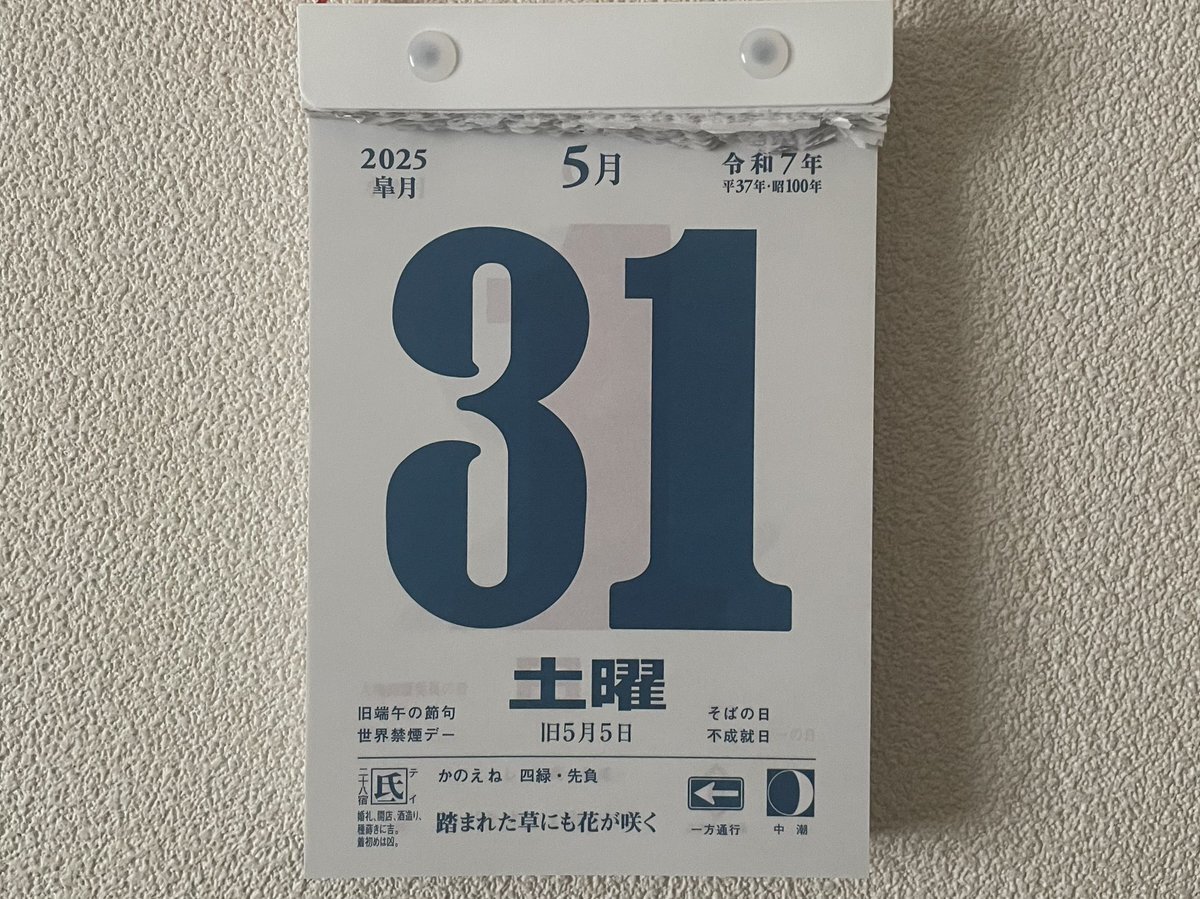 2025
皐月
5月
令和7年
平37年・昭100年
31
土曜
旧5月5日
旧端午の節句
世界禁煙デー
そばの日
不成就日
二十八宿
氐
テイ
婚礼、開店、酒造り、
種蒔きに吉。
着初めは凶。
かのえね 四緑・先負
踏まれた草にも花が咲く
一方通行
中潮